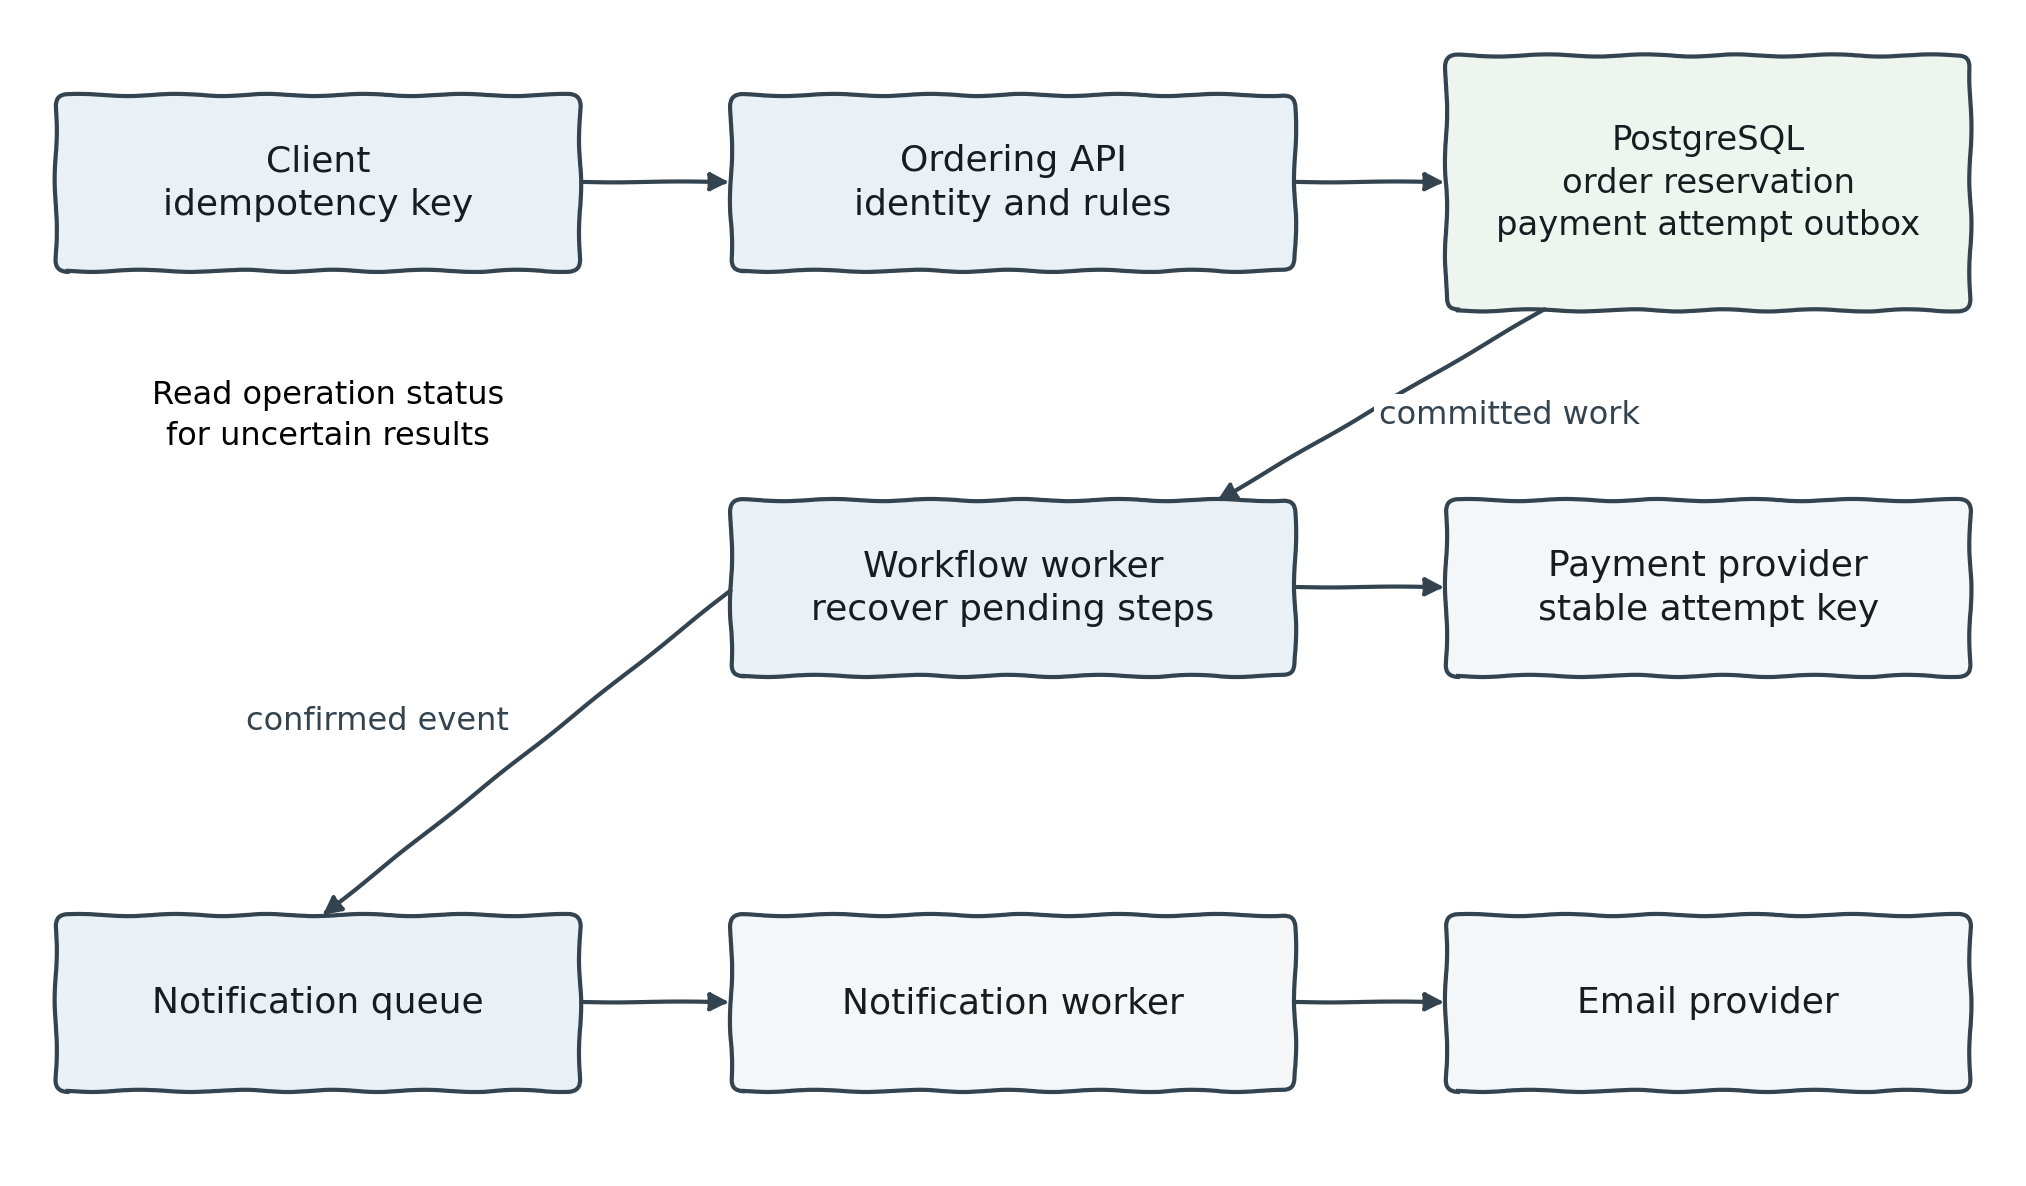 Client
idempotency key
Ordering API
identity and rules
PostgreSQL
order reservation
payment attempt outbox
Read operation status
for uncertain results
committed work
Workflow worker
recover pending steps
Payment provider
stable attempt key
confirmed event
Notification queue
Notification worker
Email provider